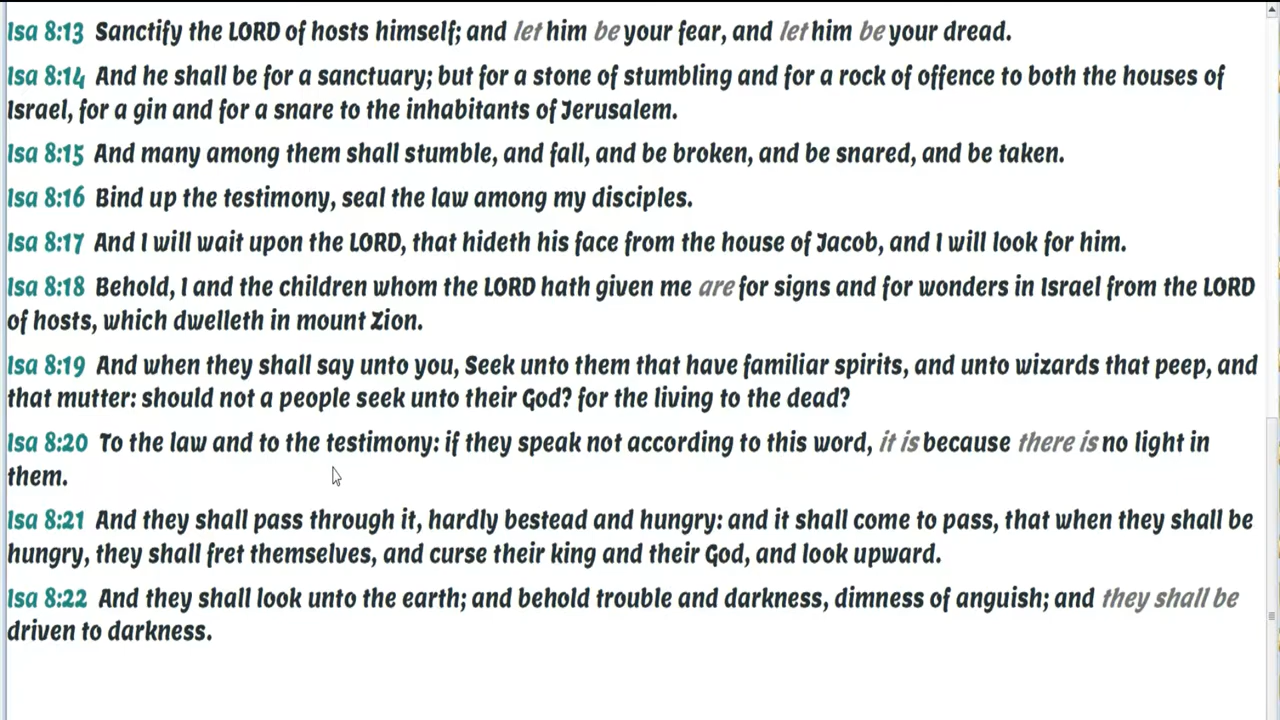 Isa 8:13 Sanctify the LORD of hosts himself; and let him be your fear, and let him be your dread.
Isa 8:14 And he shall be for a sanctuary; but for a stone of stumbling and for a rock of offence to both the houses of
Israel, for a gin and for a snare to the inhabitants of Jerusalem.
Isa 8:15 And many among them shall stumble, and fall, and be broken, and be snared, and be taken.
Isa 8:16 Bind up the testimony, seal the law among my disciples.
Isa 8:17 And I will wait upon the LORD, that hideth his face from the house of Jacob, and I will look for him.
Isa 8:18 Behold, I and the children whom the LORD hath given me are for signs and for wonders in Israel from the LORD
of hosts, which dwelleth in mount Zion.
Isa 8:19 And when they shall say unto you, Seek unto them that have familiar spirits, and unto wizards that peep, and
that mutter: should not a people seek unto their God? for the living to the dead?
Isa 8:20 To the law and to the testimony: if they speak not according to this word, it is because there is no light in
them.
Isa 8:21 And they shall pass through it, hardly bestead and hungry: and it shall come to pass, that when they shall be
hungry, they shall fret themselves, and curse their king and their God, and look upward.
Isa 8:22 And they shall look unto the earth; and behold trouble and darkness, dimness of anguish; and they shall be
driven to darkness.